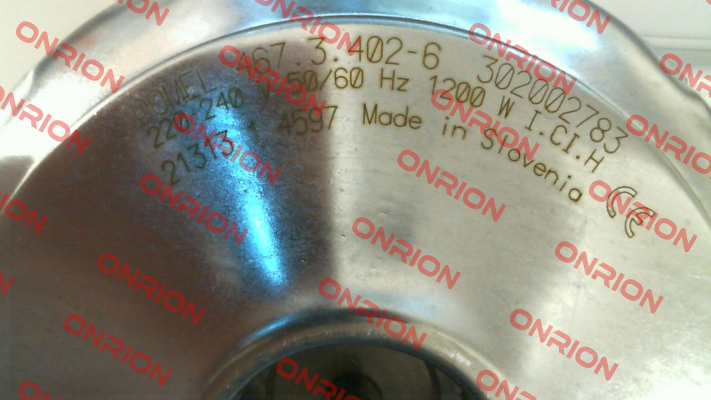 DOMEL 467.3.402-6 302002783
220-240 V 50/60 Hz 1200 W I.CI.H
21313 4597 Made in Slovenia CE
ONRION